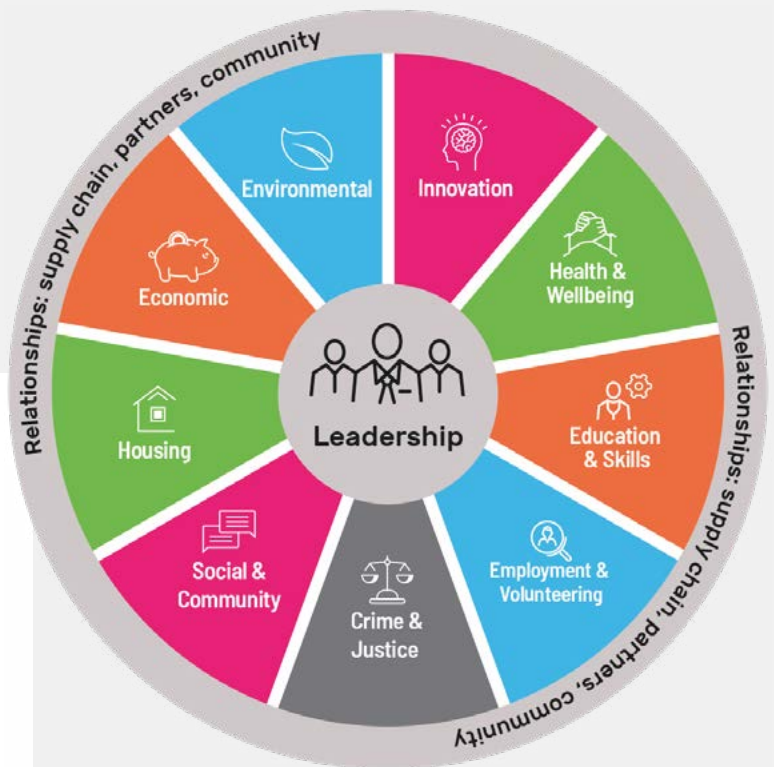 Relationships: supply chain, partners, community
Environmental
Innovation
Health &
Wellbeing
Economic
Education
& Skills
Leadership
Housing
Employment &
Volunteering
Social &
Community
Crime &
Justice
Relationships: supply chain, partners, community